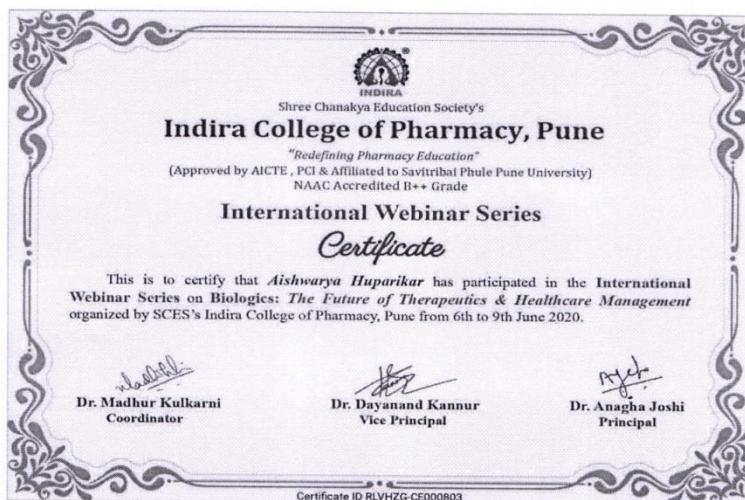 INDIRA
®
Shree Chanakya Education Society's
Indira College of Pharmacy, Pune
"Redefining Pharmacy Education"
(Approved by AICTE , PCI & Affiliated to Savitribai Phule Pune University)
NAAC Accredited B++ Grade
International Webinar Series
Certificate
This is to certify that Aishwarya Huparikar has participated in the International
Webinar Series on Biologics: The Future of Therapeutics & Healthcare Management
organized by SCES's Indira College of Pharmacy, Pune from 6th to 9th June 2020.
Dr. Madhur Kulkarni
Coordinator
Dr. Dayanand Kannur
Vice Principal
Dr. Anagha Joshi
Principal
Certificate ID RLVHZG-CE000803